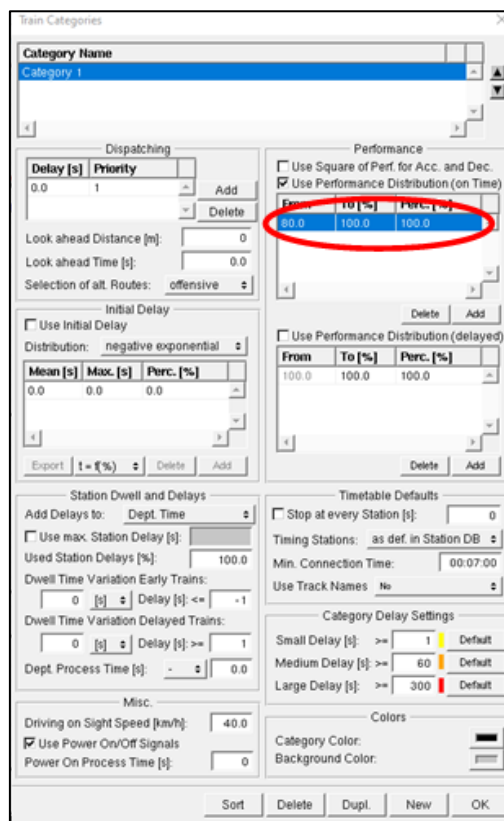 Train Categories
Category Name
Category 1
Dispatching
Delay [s] Priority
0.0 1
Add
Delete
Look ahead Distance [m]: 0
Look ahead Time [s]: 0.0
Selection of alt. Routes: offensive
Initial Delay
Use Initial Delay
Distribution: negative exponential
Mean [s] Max. [s] Perc. [%]
0.0 0.0 0.0
Export t = f(%) Delete Add
Station Dwell and Delays
Add Delays to: Dept. Time
Use max. Station Delay [s]:
Used Station Delays [%]: 100.0
Dwell Time Variation Early Trains:
0 [s] Delay [s]: <= -1
Dwell Time Variation Delayed Trains:
0 [s] Delay [s]: >= 1
Dept. Process Time [s]: - 0.0
Misc.
Driving on Sight Speed [km/h]: 40.0
Use Power On/Off Signals
Power On Process Time [s]: 0
Performance
Use Square of Perf. for Acc. and Dec.
Use Performance Distribution (on Time)
From To [%] Perc. [%]
80.0 100.0 100.0
Delete Add
Use Performance Distribution (delayed)
From To [%] Perc. [%]
100.0 100.0 100.0
Delete Add
Timetable Defaults
Stop at every Station [s]: 0
Timing Stations: as def. in Station DB
Min. Connection Time: 00:07:00
Use Track Names No
Category Delay Settings
Small Delay [s]: >= 1 Default
Medium Delay [s]: >= 60 Default
Large Delay [s]: >= 300 Default
Colors
Category Color:
Background Color:
Sort Delete Dupl. New OK